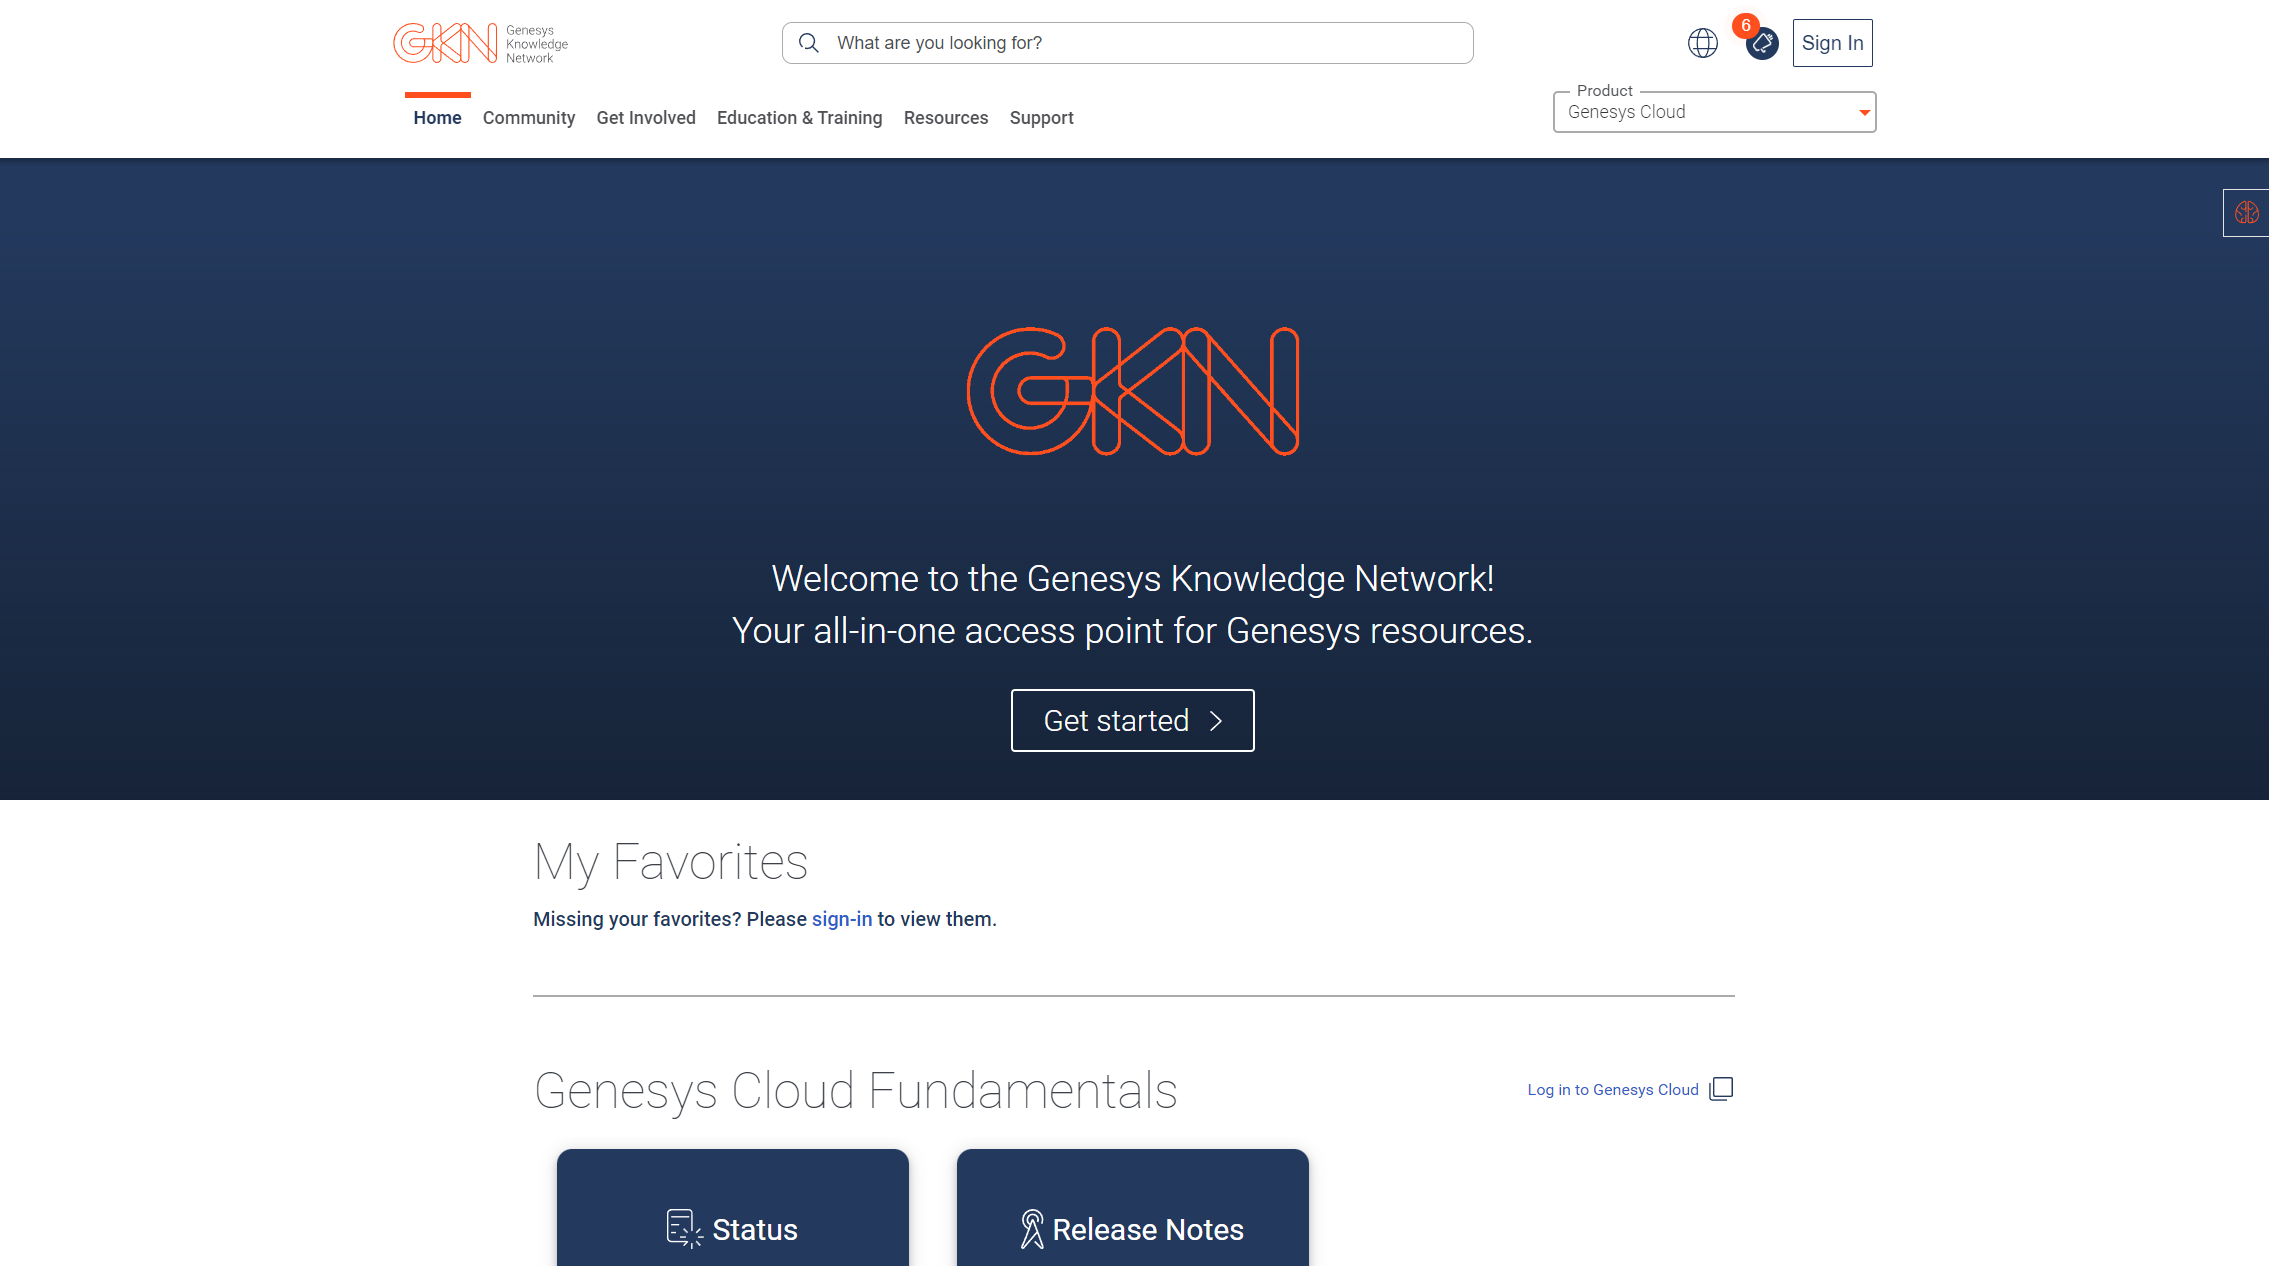 GKN Genesys
Knowledge
Network
What are you looking for?
6
Sign In
Home Community Get Involved Education & Training Resources Support
Product
Genesys Cloud
GKN
Welcome to the Genesys Knowledge Network!
Your all-in-one access point for Genesys resources.
Get started
My Favorites
Missing your favorites? Please sign-in to view them.
Genesys Cloud Fundamentals
Log in to Genesys Cloud
Status
Release Notes